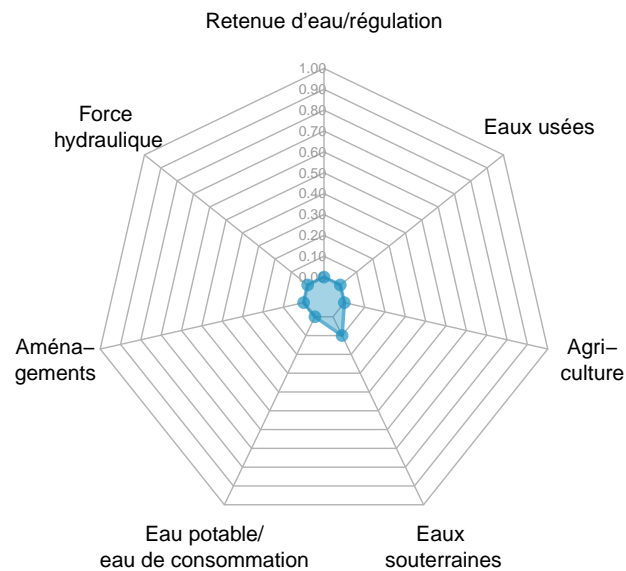 Retenue d'eau/régulation
1.00
0.90
0.80
0.70
0.60
0.50
0.40
0.30
0.20
0.10
0.00
Force
hydraulique
Eaux usées
Aména–
gements
Agri–
culture
Eau potable/
eau de consommation
Eaux
souterraines